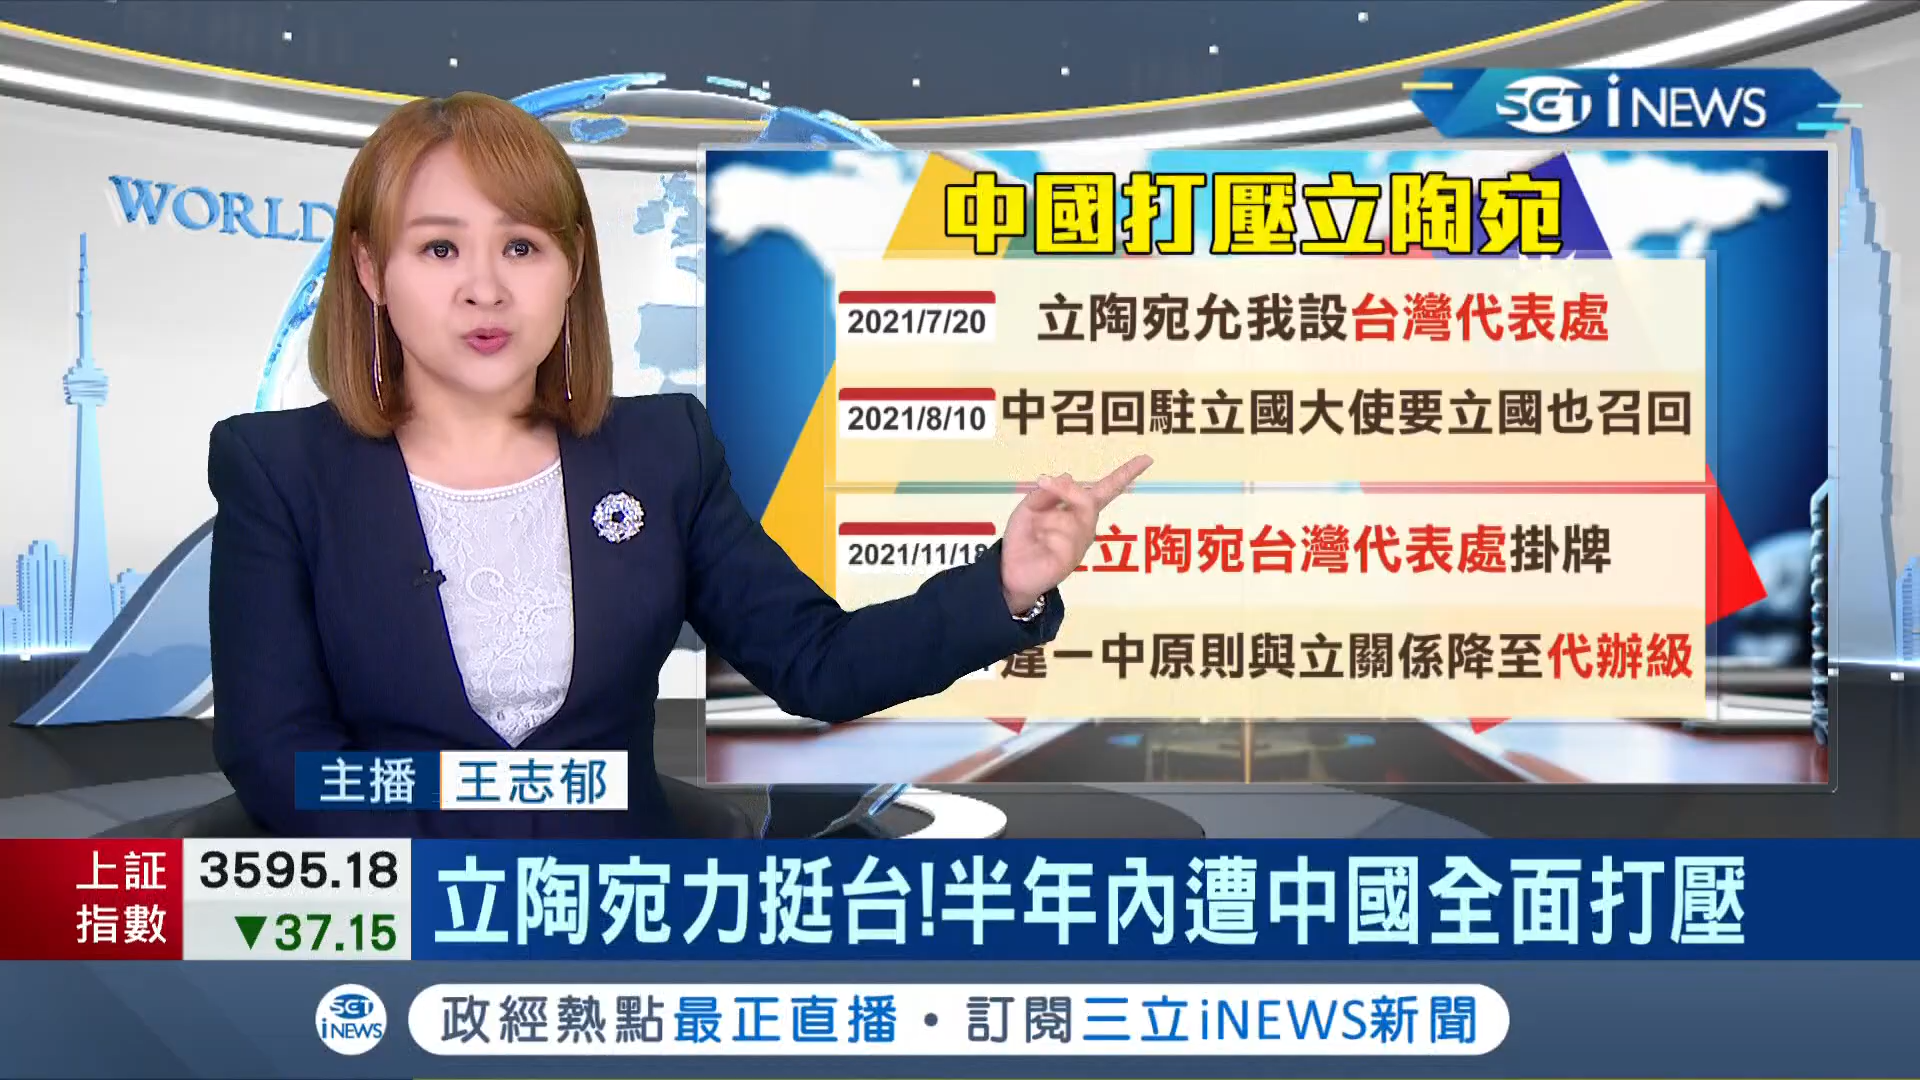 WORLD
SET iNEWS
中國打壓立陶宛
2021/7/20 立陶宛允我設台灣代表處
2021/8/10 中召回駐立國大使要立國也召回
2021/11/18 立陶宛台灣代表處掛牌
違一中原則與立關係降至代辦級
主播 王志郁
上証指數 3595.18 ▼37.15
立陶宛力挺台!半年內遭中國全面打壓
SET iNEWS
政經熱點最正直播・訂閱三立iNEWS新聞